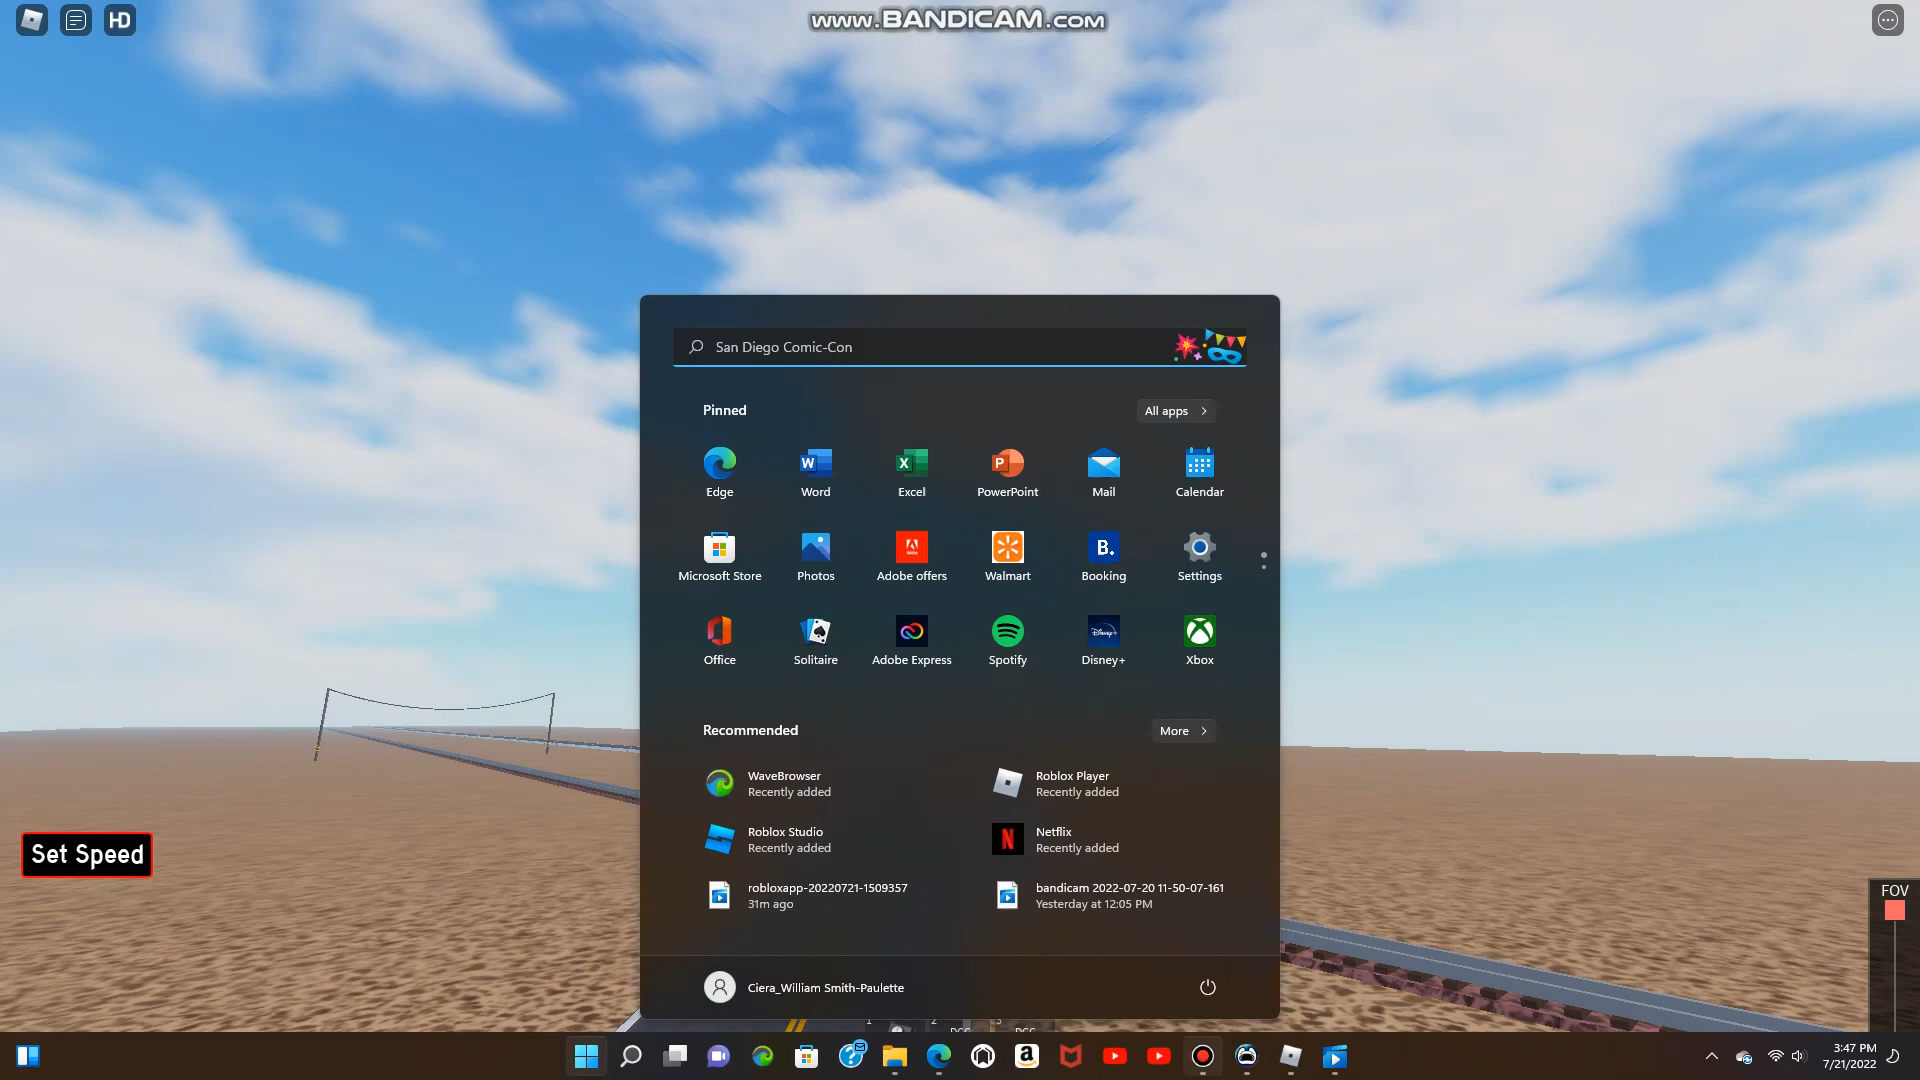 HD
www.BANDICAM.com
San Diego Comic-Con
Pinned
All apps
Edge
Word
Excel
PowerPoint
Mail
Calendar
Microsoft Store
Photos
Adobe offers
Walmart
Booking
Settings
Office
Solitaire
Adobe Express
Spotify
Disney+
Xbox
Recommended
More
WaveBrowser
Recently added
Roblox Player
Recently added
Roblox Studio
Recently added
Netflix
Recently added
robloxapp-20220721-1509357
31m ago
bandicam 2022-07-20 11-50-07-161
Yesterday at 12:05 PM
Set Speed
FOV
Ciera_William Smith-Paulette
3:47 PM
7/21/2022